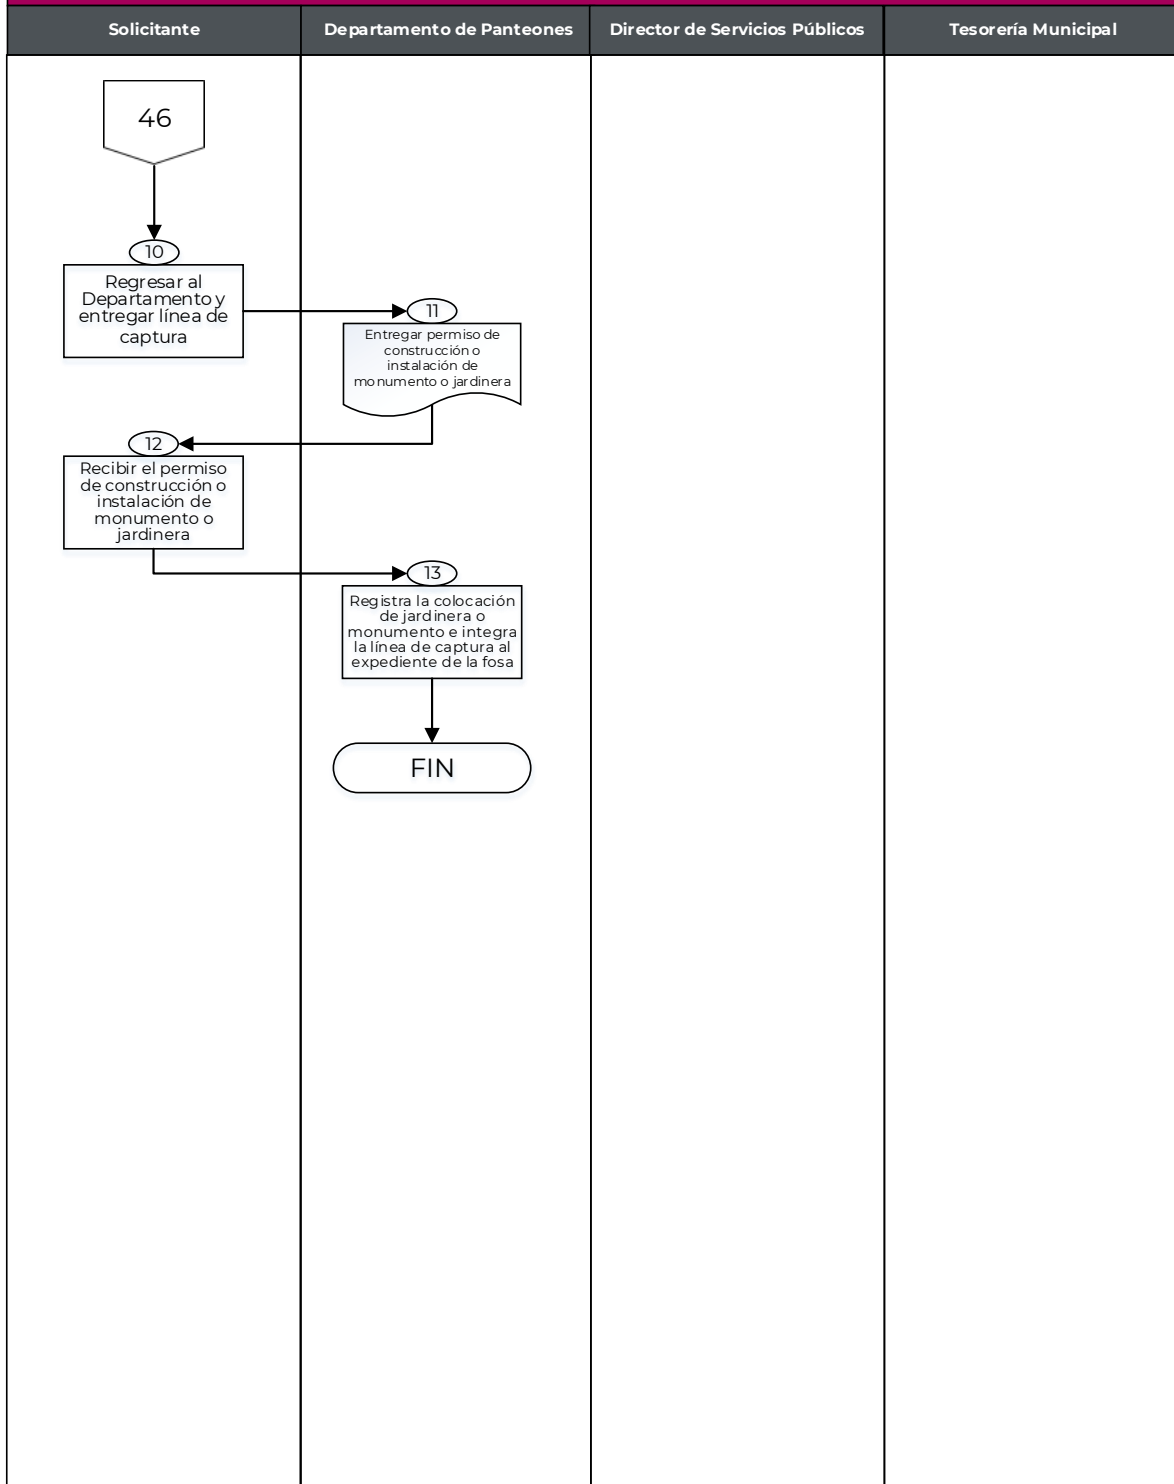 Solicitante
Departamento de Panteones
Director de Servicios Públicos
Tesorería Municipal
46
10
Regresar al
Departamento y
entregar línea de
captura
11
Entregar permiso de
construcción o
instalación de
monumento o jardinera
12
Recibir el permiso
de construcción o
instalación de
monumento o
jardinera
13
Registra la colocación
de jardinera o
monumento e integra
la línea de captura al
expediente de la fosa
FIN